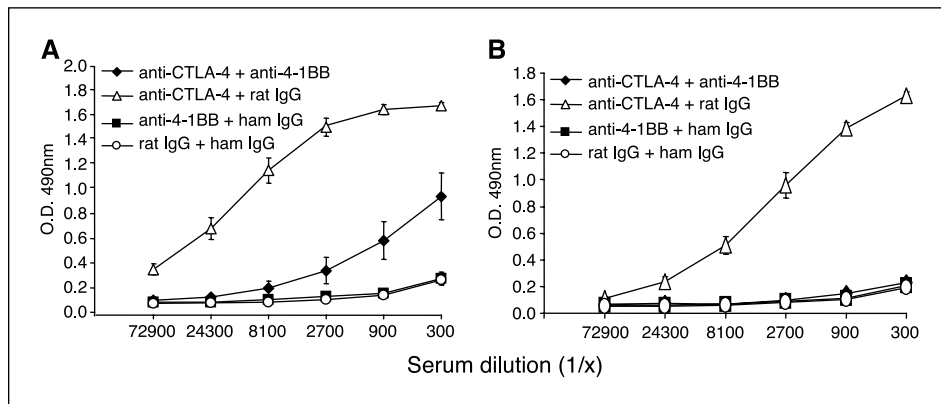 A
anti-CTLA-4 + anti-4-1BB
anti-CTLA-4 + rat IgG
anti-4-1BB + ham IgG
rat IgG + ham IgG
O.D. 490nm
2.0
1.8
1.6
1.4
1.2
1.0
0.8
0.6
0.4
0.2
0.0
72900 24300 8100 2700 900 300
B
anti-CTLA-4 + anti-4-1BB
anti-CTLA-4 + rat IgG
anti-4-1BB + ham IgG
rat IgG + ham IgG
O.D. 490nm
1.8
1.6
1.4
1.2
1.0
0.8
0.6
0.4
0.2
0.0
72900 24300 8100 2700 900 300
Serum dilution (1/x)